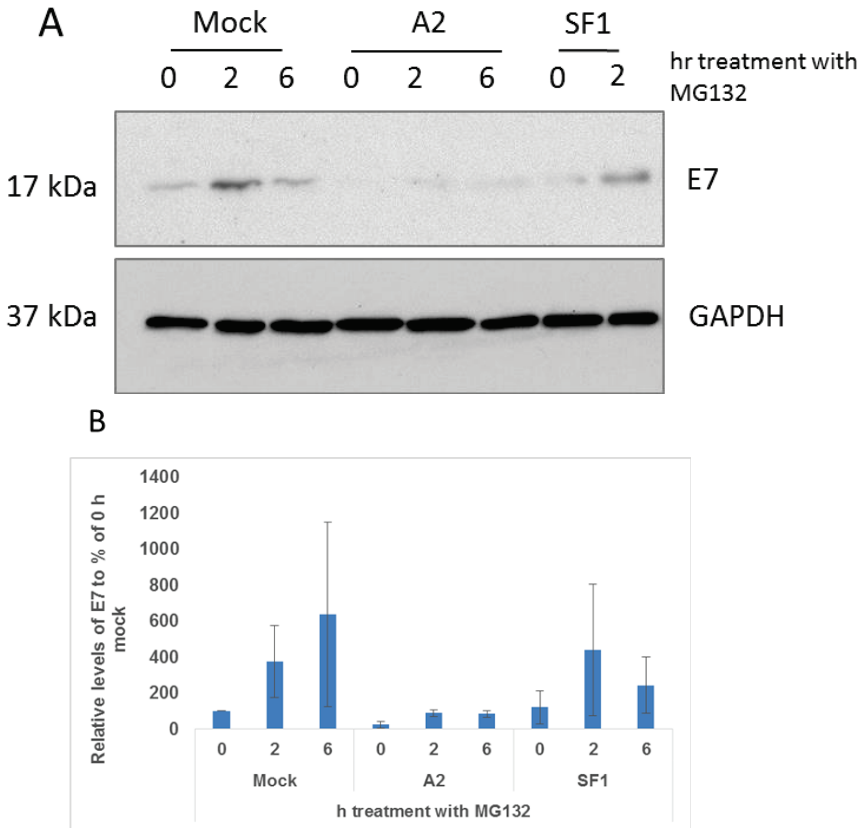 A
Mock A2 SF1
0 2 6 0 2 6 0 2
hr treatment with
MG132
17 kDa
E7
37 kDa
GAPDH
B
Relative levels of E7 to % of 0 h
mock
1400
1200
1000
800
600
400
200
0
0 2 6 0 2 6 0 2 6
Mock A2 SF1
h treatment with MG132